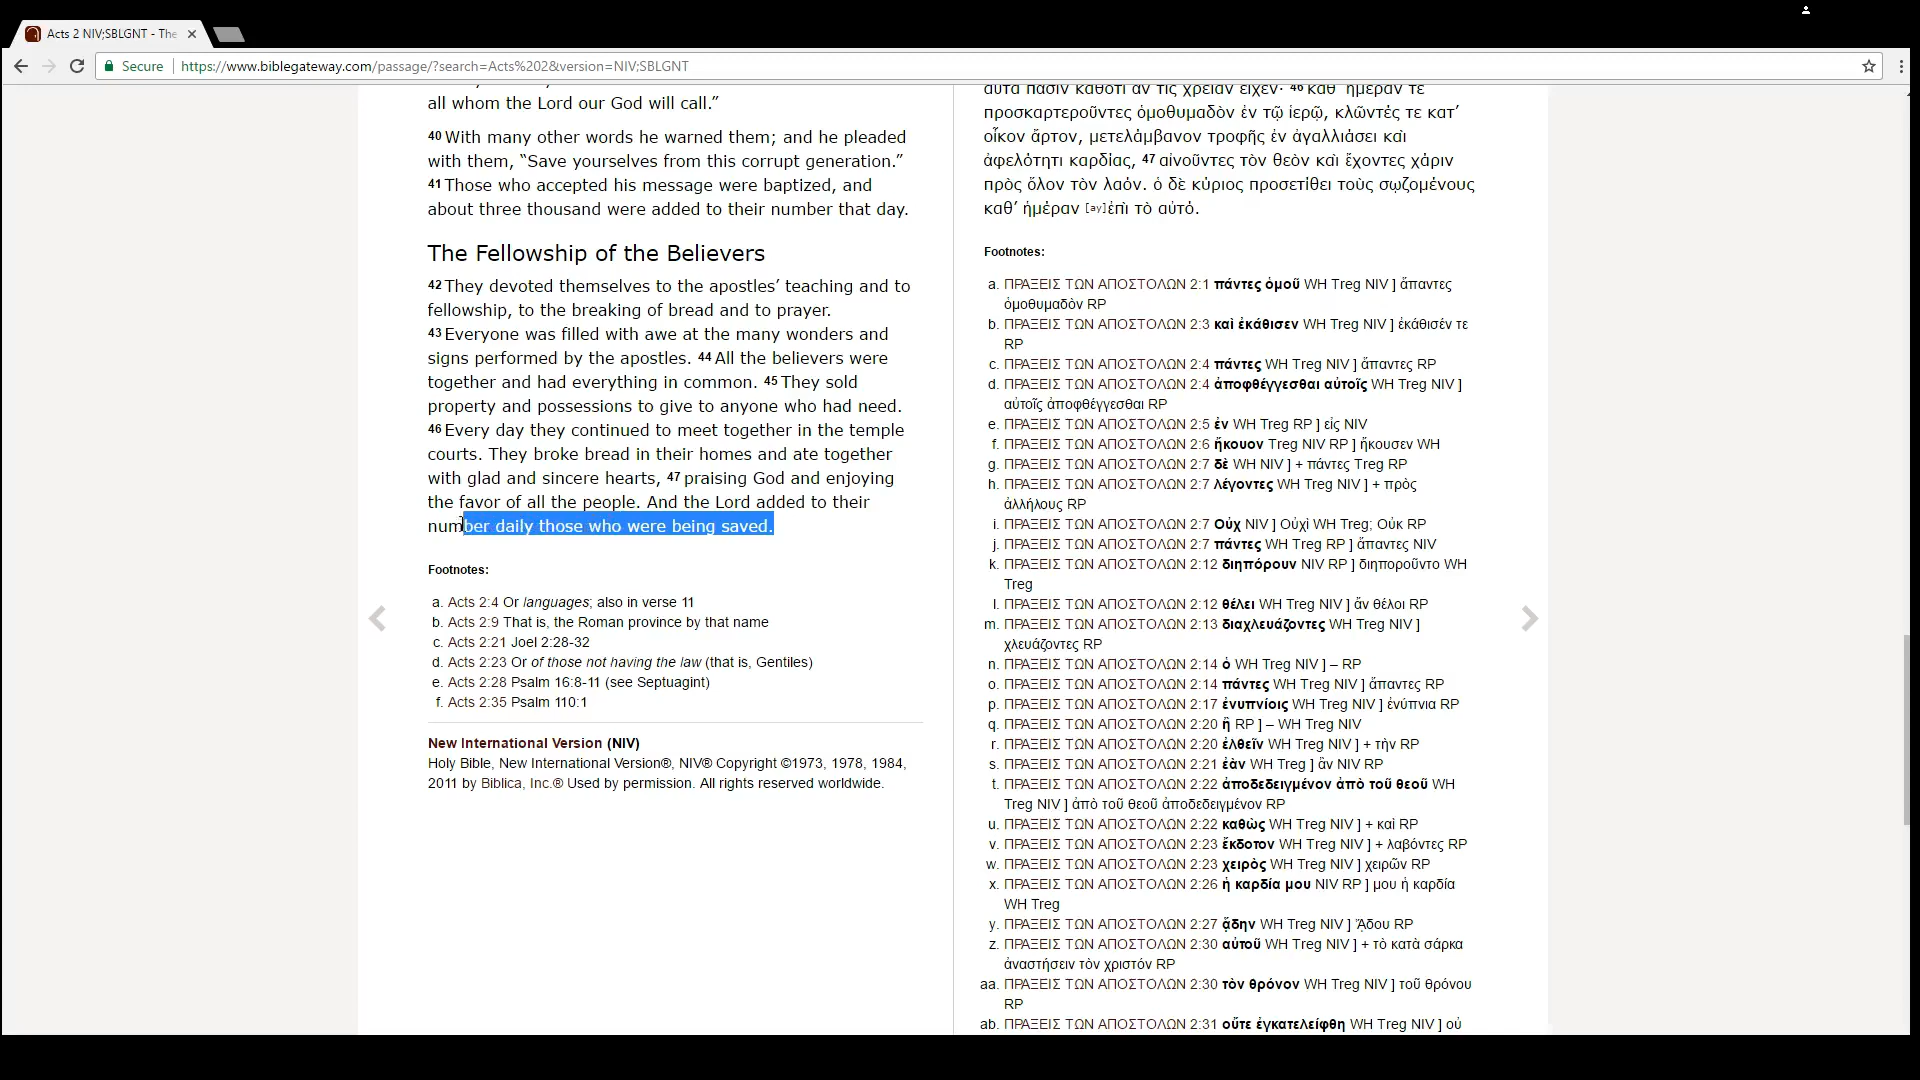 Acts 2 NIV;SBLGNT - The
Secure
https://www.biblegateway.com/passage/?search=Acts%202&version=NIV;SBLGNT
all whom the Lord our God will call.”
40 With many other words he warned them; and he pleaded
with them, “Save yourselves from this corrupt generation.”
41 Those who accepted his message were baptized, and
about three thousand were added to their number that day.
The Fellowship of the Believers
42 They devoted themselves to the apostles’ teaching and to
fellowship, to the breaking of bread and to prayer.
43 Everyone was filled with awe at the many wonders and
signs performed by the apostles. 44 All the believers were
together and had everything in common. 45 They sold
property and possessions to give to anyone who had need.
46 Every day they continued to meet together in the temple
courts. They broke bread in their homes and ate together
with glad and sincere hearts, 47 praising God and enjoying
the favor of all the people. And the Lord added to their
number daily those who were being saved.
Footnotes:
a. Acts 2:4 Or languages; also in verse 11
b. Acts 2:9 That is, the Roman province by that name
c. Acts 2:21 Joel 2:28-32
d. Acts 2:23 Or of those not having the law (that is, Gentiles)
e. Acts 2:28 Psalm 16:8-11 (see Septuagint)
f. Acts 2:35 Psalm 110:1
New International Version (NIV)
Holy Bible, New International Version®, NIV® Copyright ©1973, 1978, 1984,
2011 by Biblica, Inc.® Used by permission. All rights reserved worldwide.
αὐτὰ πᾶσιν καθότι ἄν τις χρείαν εἶχεν· 46 καθ’ ἡμέραν τε
προσκαρτεροῦντες ὁμοθυμαδὸν ἐν τῷ ἱερῷ, κλῶντές τε κατ’
οἶκον ἄρτον, μετελάμβανον τροφῆς ἐν ἀγαλλιάσει καὶ
ἀφελότητι καρδίας, 47 αἰνοῦντες τὸν θεὸν καὶ ἔχοντες χάριν
πρὸς ὅλον τὸν λαόν. ὁ δὲ κύριος προσετίθει τοὺς σῳζομένους
καθ’ ἡμέραν [ay]ἐπὶ τὸ αὐτό.
Footnotes:
a. ΠΡΑΞΕΙΣ ΤΩΝ ΑΠΟΣΤΟΛΩΝ 2:1 πάντες ὁμοῦ WH Treg NIV ] ἅπαντες
ὁμοθυμαδὸν RP
b. ΠΡΑΞΕΙΣ ΤΩΝ ΑΠΟΣΤΟΛΩΝ 2:3 καὶ ἐκάθισεν WH Treg NIV ] ἐκάθισέν τε
RP
c. ΠΡΑΞΕΙΣ ΤΩΝ ΑΠΟΣΤΟΛΩΝ 2:4 πάντες WH Treg NIV ] ἅπαντες RP
d. ΠΡΑΞΕΙΣ ΤΩΝ ΑΠΟΣΤΟΛΩΝ 2:4 ἀποφθέγγεσθαι αὐτοῖς WH Treg NIV ]
αὐτοῖς ἀποφθέγγεσθαι RP
e. ΠΡΑΞΕΙΣ ΤΩΝ ΑΠΟΣΤΟΛΩΝ 2:5 ἐν WH Treg RP ] εἰς NIV
f. ΠΡΑΞΕΙΣ ΤΩΝ ΑΠΟΣΤΟΛΩΝ 2:6 ἤκουον Treg NIV RP ] ἤκουσεν WH
g. ΠΡΑΞΕΙΣ ΤΩΝ ΑΠΟΣΤΟΛΩΝ 2:7 δὲ WH NIV ] + πάντες Treg RP
h. ΠΡΑΞΕΙΣ ΤΩΝ ΑΠΟΣΤΟΛΩΝ 2:7 λέγοντες WH Treg NIV ] + πρὸς
ἀλλήλους RP
i. ΠΡΑΞΕΙΣ ΤΩΝ ΑΠΟΣΤΟΛΩΝ 2:7 Οὐχ NIV ] Οὐχὶ WH Treg; Οὐκ RP
j. ΠΡΑΞΕΙΣ ΤΩΝ ΑΠΟΣΤΟΛΩΝ 2:7 πάντες WH Treg RP ] ἅπαντες NIV
k. ΠΡΑΞΕΙΣ ΤΩΝ ΑΠΟΣΤΟΛΩΝ 2:12 διηπόρουν NIV RP ] διηποροῦντο WH
Treg
l. ΠΡΑΞΕΙΣ ΤΩΝ ΑΠΟΣΤΟΛΩΝ 2:12 θέλει WH Treg NIV ] ἂν θέλοι RP
m. ΠΡΑΞΕΙΣ ΤΩΝ ΑΠΟΣΤΟΛΩΝ 2:13 διαχλευάζοντες WH Treg NIV ]
χλευάζοντες RP
n. ΠΡΑΞΕΙΣ ΤΩΝ ΑΠΟΣΤΟΛΩΝ 2:14 ὁ WH Treg NIV ] – RP
o. ΠΡΑΞΕΙΣ ΤΩΝ ΑΠΟΣΤΟΛΩΝ 2:14 πάντες WH Treg NIV ] ἅπαντες RP
p. ΠΡΑΞΕΙΣ ΤΩΝ ΑΠΟΣΤΟΛΩΝ 2:17 ἐνυπνίοις WH Treg NIV ] ἐνύπνια RP
q. ΠΡΑΞΕΙΣ ΤΩΝ ΑΠΟΣΤΟΛΩΝ 2:20 ἢ RP ] – WH Treg NIV
r. ΠΡΑΞΕΙΣ ΤΩΝ ΑΠΟΣΤΟΛΩΝ 2:20 ἐλθεῖν WH Treg NIV ] + τὴν RP
s. ΠΡΑΞΕΙΣ ΤΩΝ ΑΠΟΣΤΟΛΩΝ 2:21 ἐὰν WH Treg ] ἂν NIV RP
t. ΠΡΑΞΕΙΣ ΤΩΝ ΑΠΟΣΤΟΛΩΝ 2:22 ἀποδεδειγμένον ἀπὸ τοῦ θεοῦ WH
Treg NIV ] ἀπὸ τοῦ θεοῦ ἀποδεδειγμένον RP
u. ΠΡΑΞΕΙΣ ΤΩΝ ΑΠΟΣΤΟΛΩΝ 2:22 καθὼς WH Treg NIV ] + καὶ RP
v. ΠΡΑΞΕΙΣ ΤΩΝ ΑΠΟΣΤΟΛΩΝ 2:23 ἔκδοτον WH Treg NIV ] + λαβόντες RP
w. ΠΡΑΞΕΙΣ ΤΩΝ ΑΠΟΣΤΟΛΩΝ 2:23 χειρὸς WH Treg NIV ] χειρῶν RP
x. ΠΡΑΞΕΙΣ ΤΩΝ ΑΠΟΣΤΟΛΩΝ 2:26 ἡ καρδία μου NIV RP ] μου ἡ καρδία
WH Treg
y. ΠΡΑΞΕΙΣ ΤΩΝ ΑΠΟΣΤΟΛΩΝ 2:27 ᾅδην WH Treg NIV ] ᾍδου RP
z. ΠΡΑΞΕΙΣ ΤΩΝ ΑΠΟΣΤΟΛΩΝ 2:30 αὐτοῦ WH Treg NIV ] + τὸ κατὰ σάρκα
ἀναστήσειν τὸν χριστόν RP
aa. ΠΡΑΞΕΙΣ ΤΩΝ ΑΠΟΣΤΟΛΩΝ 2:30 τὸν θρόνον WH Treg NIV ] τοῦ θρόνου
RP
ab. ΠΡΑΞΕΙΣ ΤΩΝ ΑΠΟΣΤΟΛΩΝ 2:31 οὔτε ἐγκατελείφθη WH Treg NIV ] οὐ